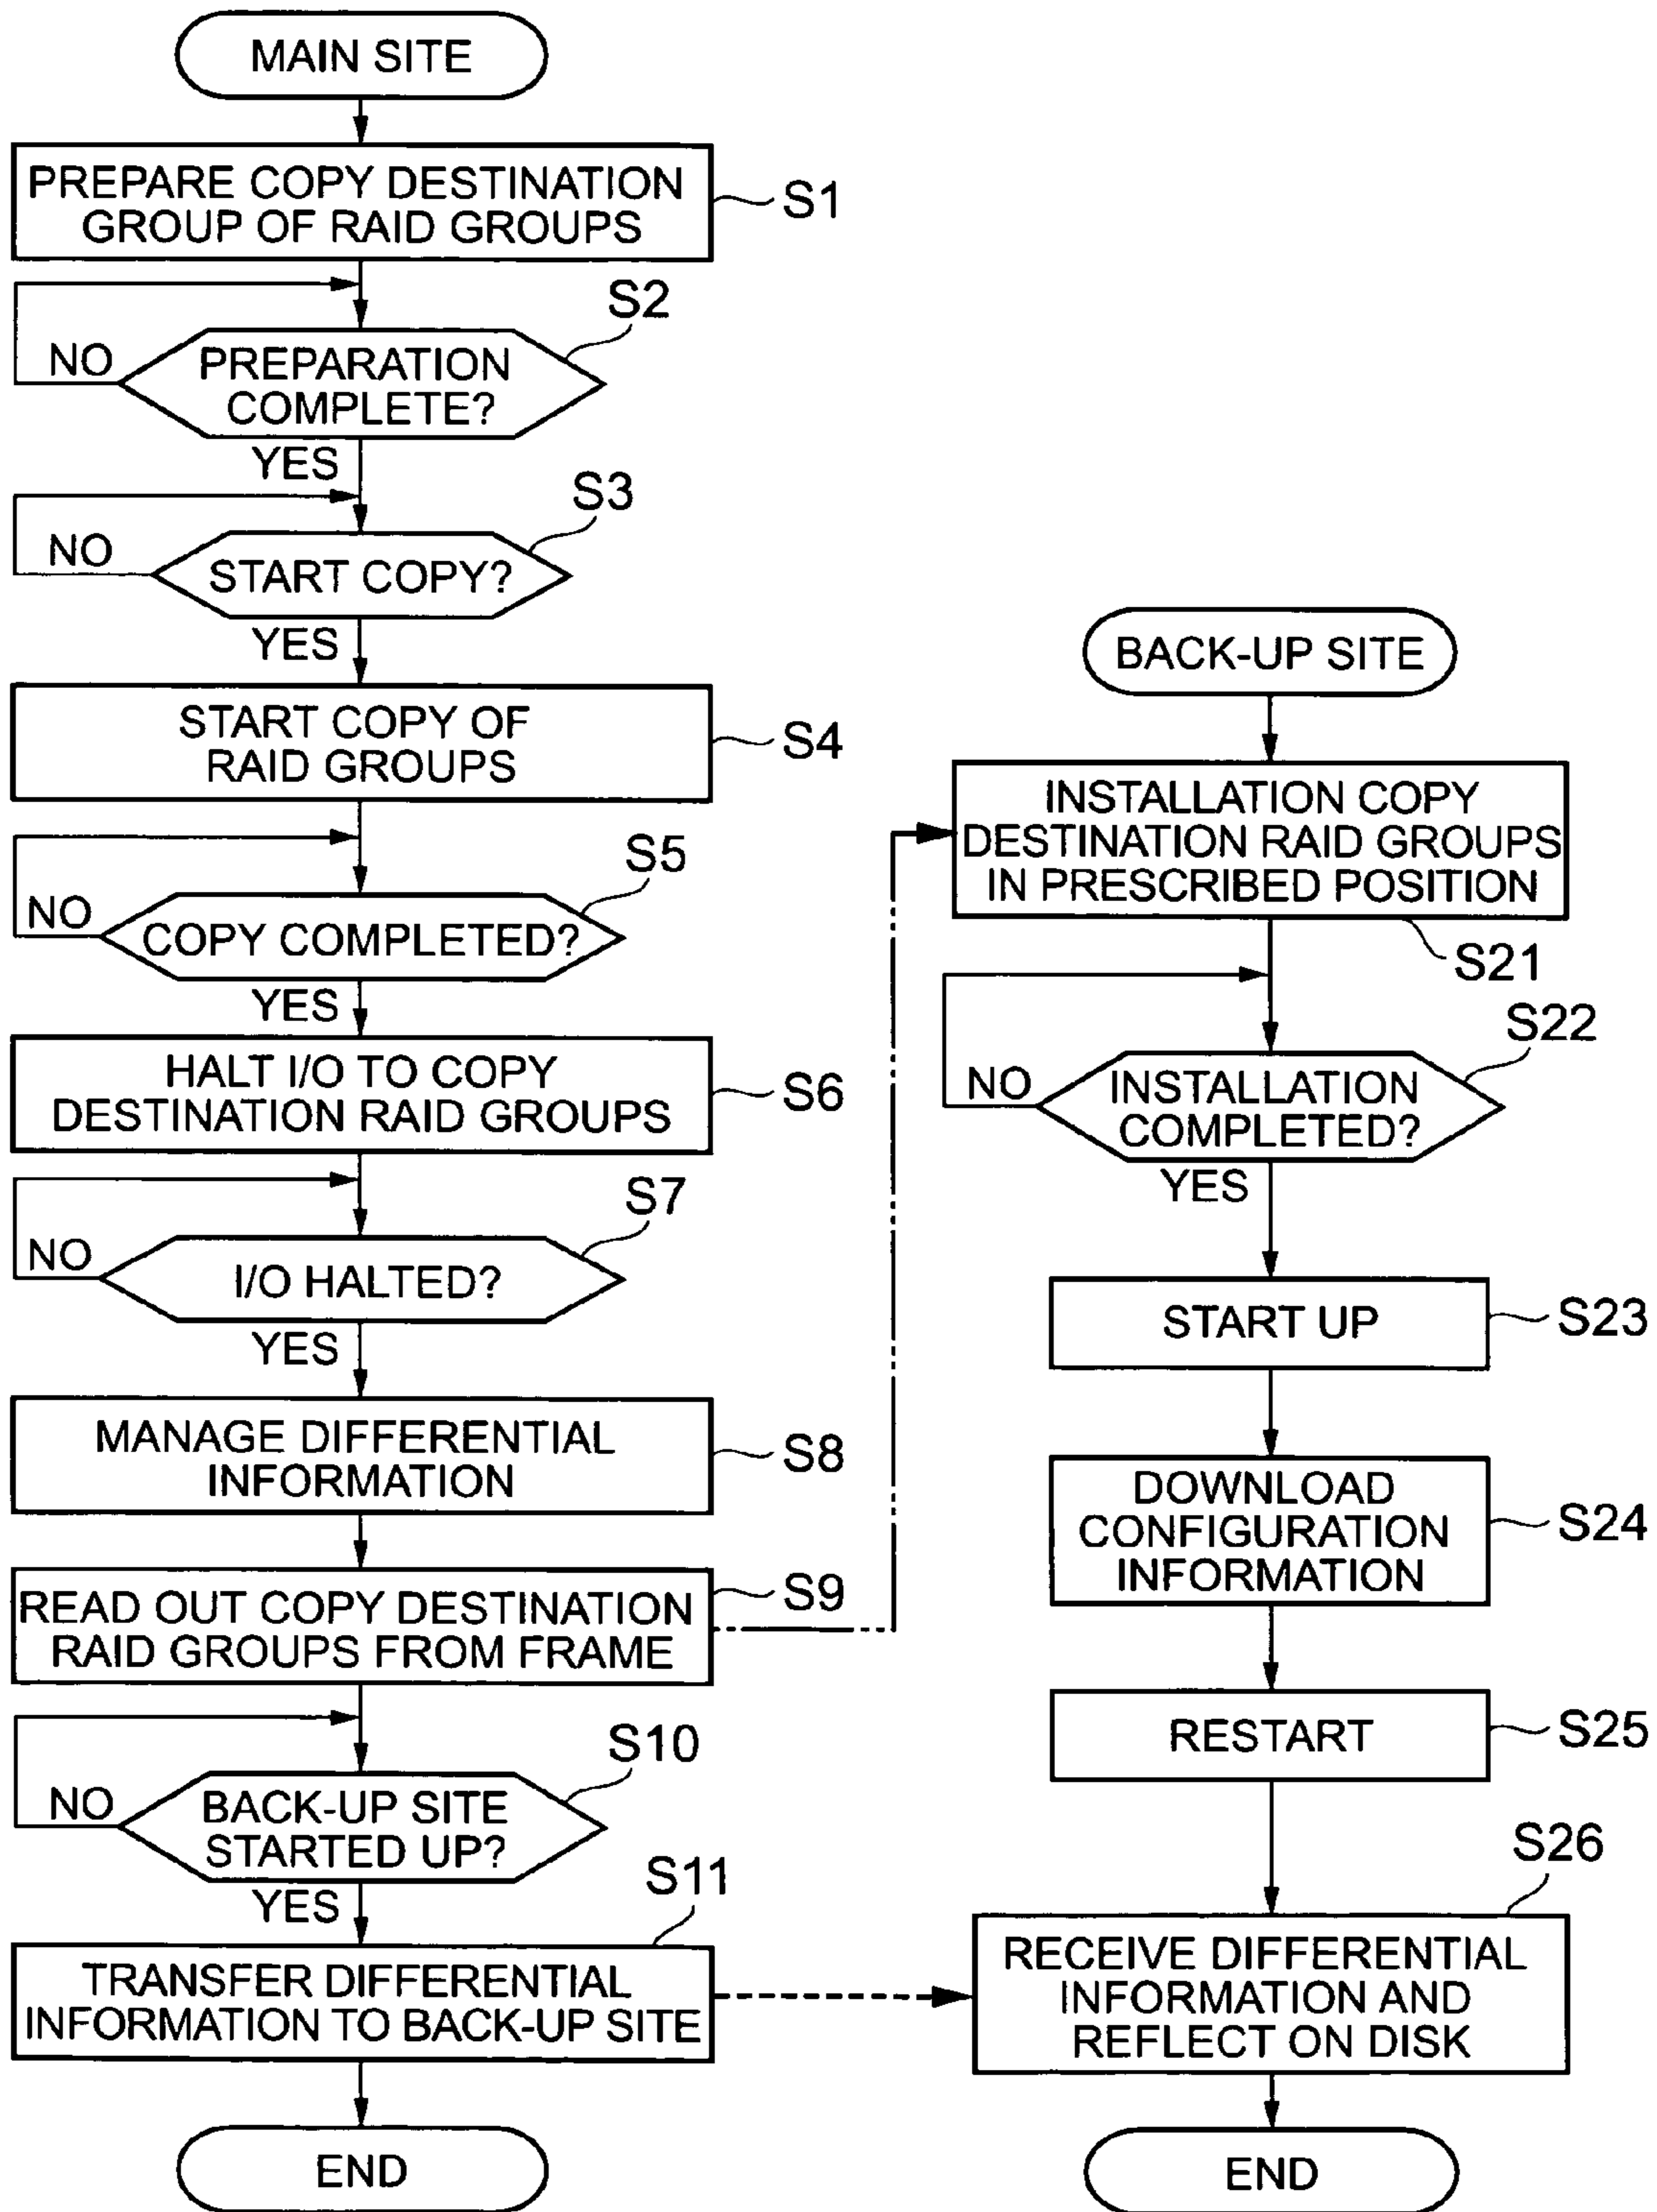 MAIN SITE
PREPARE COPY DESTINATION
GROUP OF RAID GROUPS
S1
S2
NO
PREPARATION
COMPLETE?
YES
S3
NO
START COPY?
YES
START COPY OF
RAID GROUPS
S4
S5
NO
COPY COMPLETED?
YES
HALT I/O TO COPY
DESTINATION RAID GROUPS
S6
S7
NO
I/O HALTED?
YES
MANAGE DIFFERENTIAL
INFORMATION
S8
READ OUT COPY DESTINATION
RAID GROUPS FROM FRAME
S9
S10
NO
BACK-UP SITE
STARTED UP?
YES
S11
TRANSFER DIFFERENTIAL
INFORMATION TO BACK-UP SITE
END
BACK-UP SITE
INSTALLATION COPY
DESTINATION RAID GROUPS
IN PRESCRIBED POSITION
S21
S22
NO
INSTALLATION
COMPLETED?
YES
START UP
S23
DOWNLOAD
CONFIGURATION
INFORMATION
S24
RESTART
S25
S26
RECEIVE DIFFERENTIAL
INFORMATION AND
REFLECT ON DISK
END